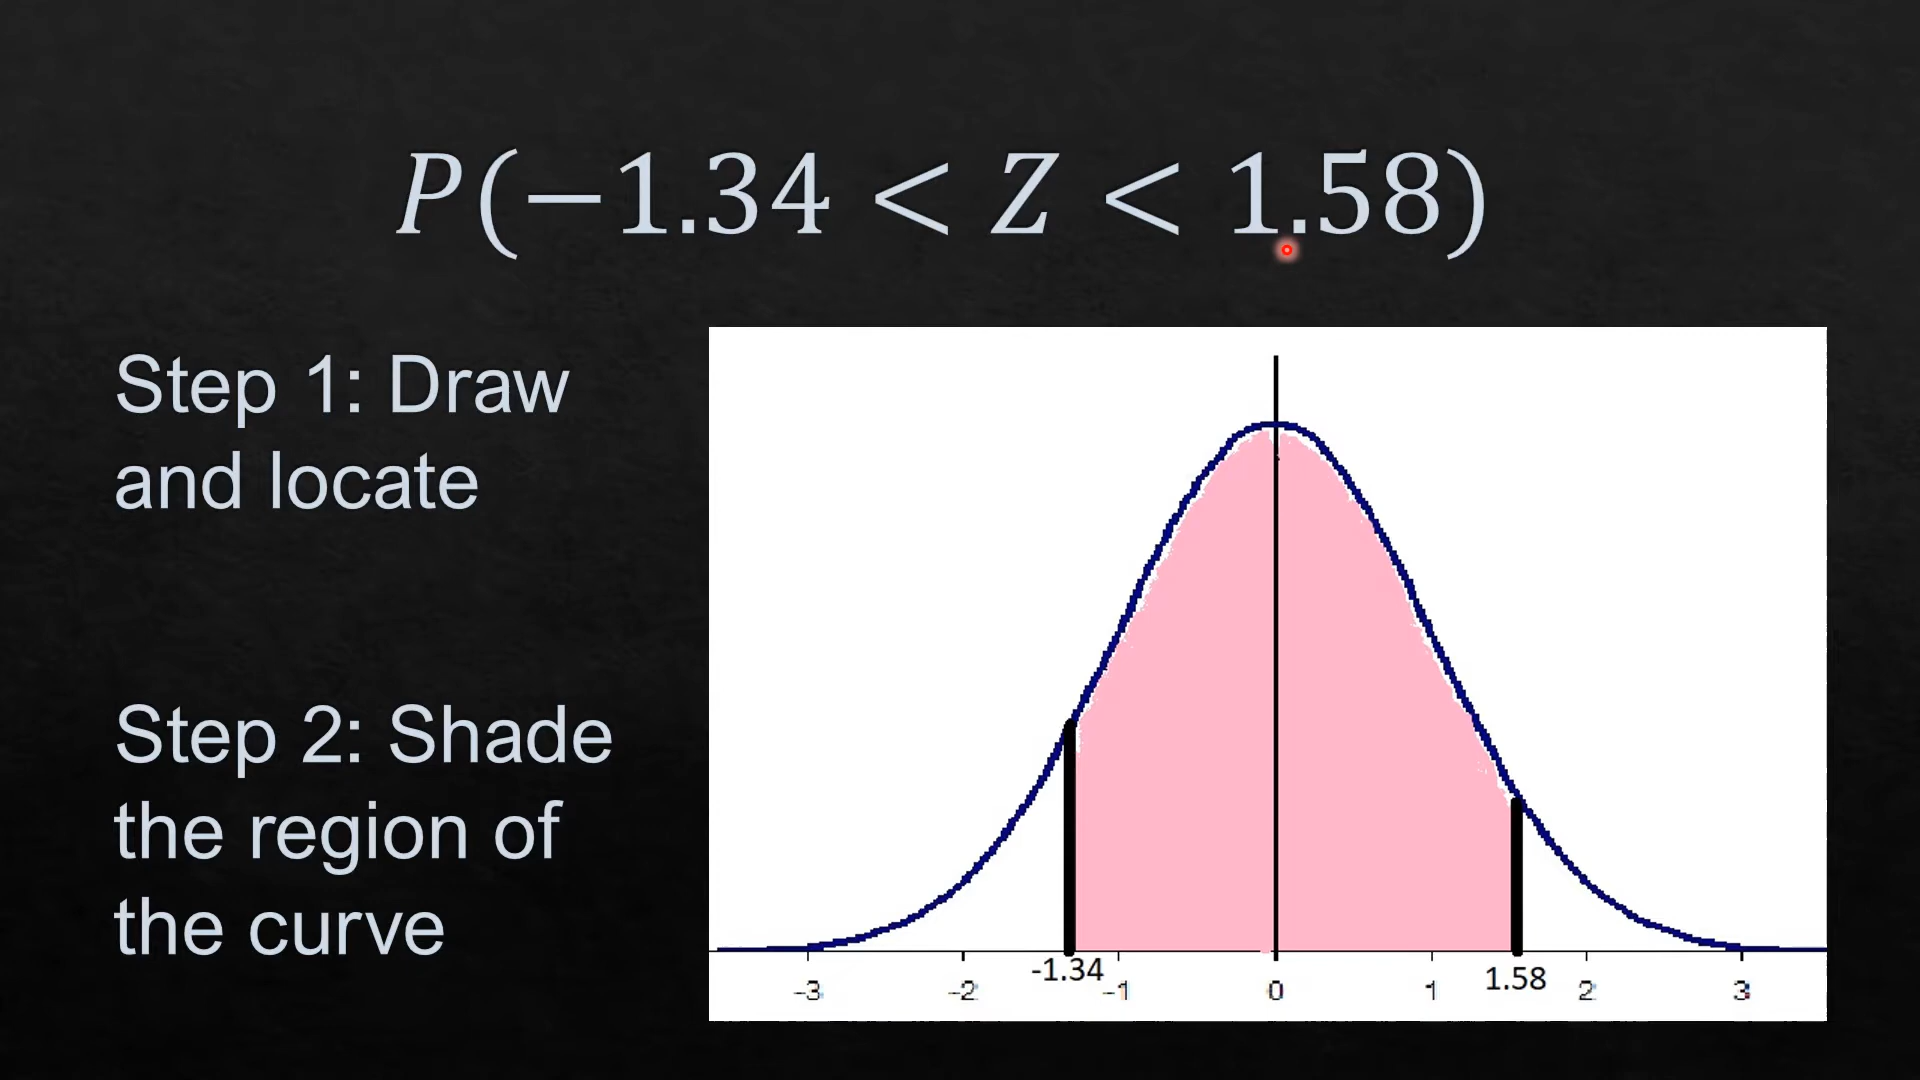 P(−1.34 < Z < 1.58)
Step 1: Draw
and locate
Step 2: Shade
the region of
the curve
-1.34
1.58
-3 -2 -1 0 1 2 3